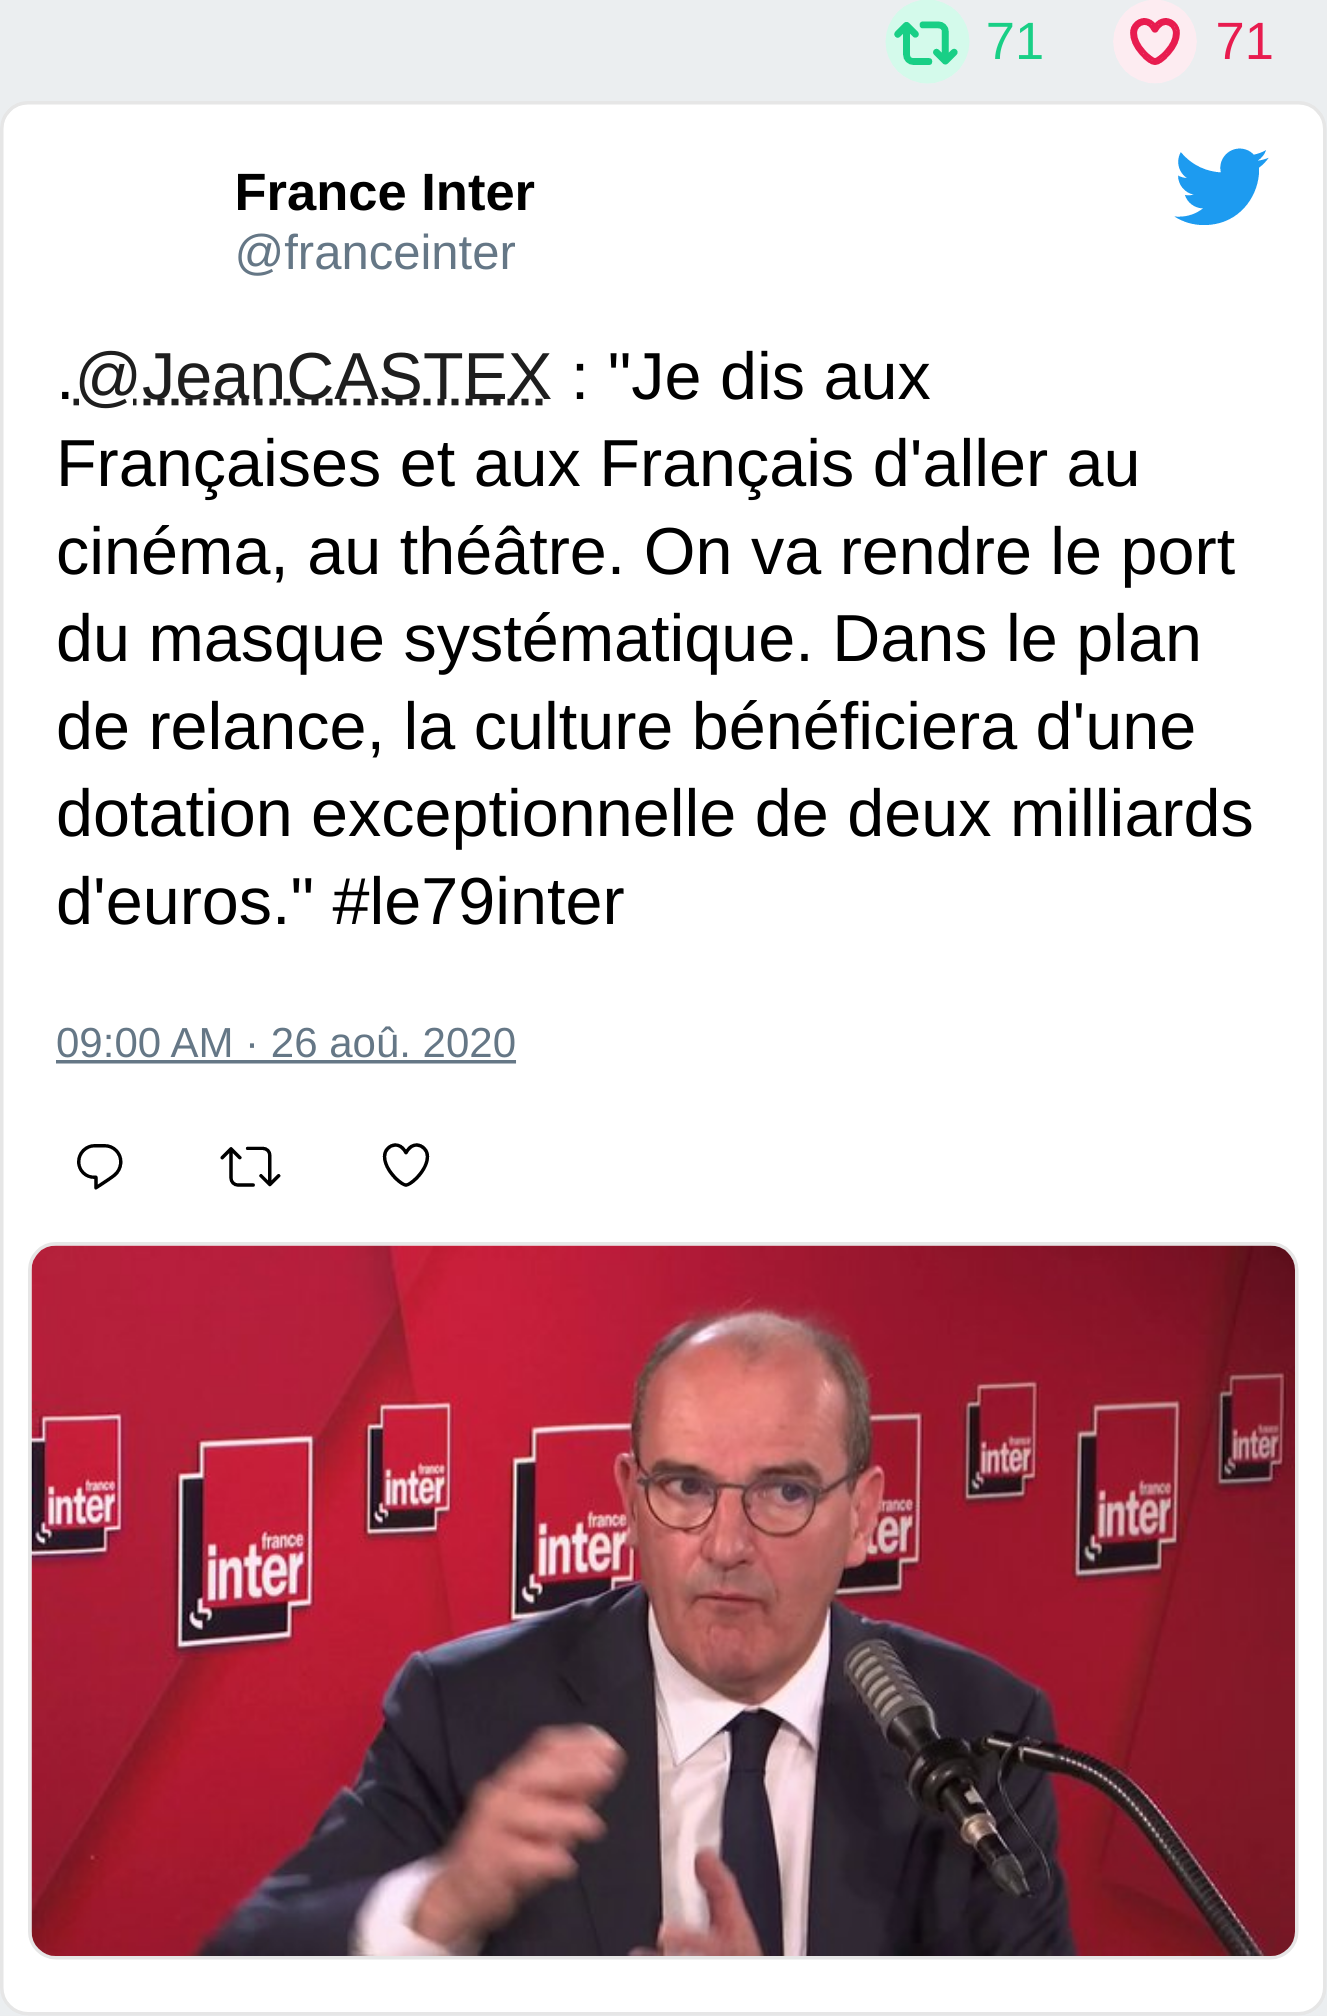 71 71
France Inter
@franceinter
.@JeanCASTEX : "Je dis aux
Françaises et aux Français d'aller au
cinéma, au théâtre. On va rendre le port
du masque systématique. Dans le plan
de relance, la culture bénéficiera d'une
dotation exceptionnelle de deux milliards
d'euros." #le79inter
09:00 AM · 26 aoû. 2020
france
inter
france
inter
france
inter
france
inter
france
inter
france
inter
france
inter